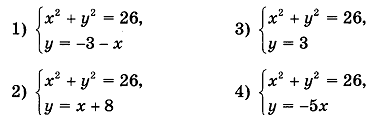 1) { x² + y² = 26,
y = −3 − x
2) { x² + y² = 26,
y = x + 8
3) { x² + y² = 26,
y = 3
4) { x² + y² = 26,
y = −5x